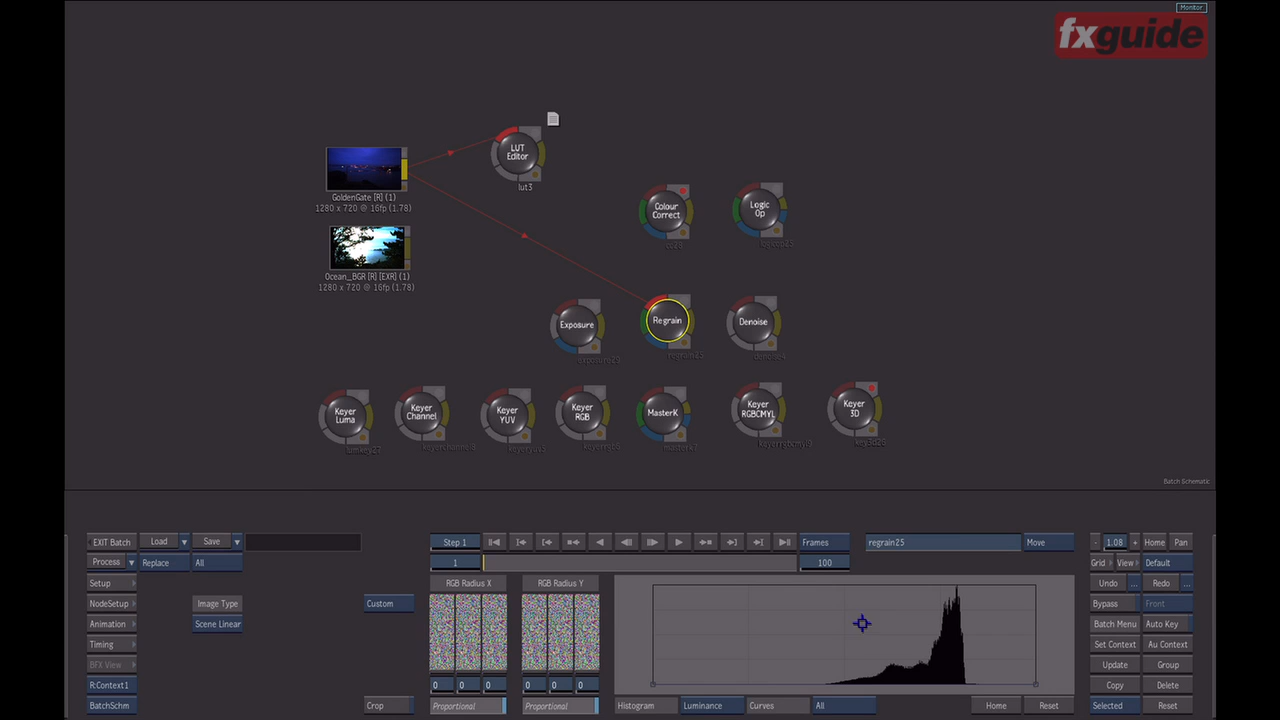 Monitor
fxguide
LUT Editor
lut3
GoldenGate [R] (1)
1280 x 720 @ 16fp (1.78)
Ocean_BGR [R] [EXR] (1)
1280 x 720 @ 16fp (1.78)
Colour Correct
Logic Op
Exposure
Regrain
regrain25
Denoise
Keyer Luma
Keyer Channel
Keyer YUV
Keyer RGB
MasterK
Keyer RGBCMYL
Keyer 3D
Batch Schematic
EXIT Batch Load Save
Step 1 Frames regrain25 Move - 1.08 + Home Pan
Process Replace All 1 100 Grid View Default
Setup RGB Radius X RGB Radius Y Undo ... Redo ...
NodeSetup Image Type Custom Bypass Front
Animation Scene Linear Batch Menu Auto Key
Timing Set Context Au Context
BFX View Update Group
R:Context1 0 0 0 0 0 0 Copy Delete
BatchSchm Crop Proportional Proportional Histogram Luminance Curves All Home Reset Selected Reset